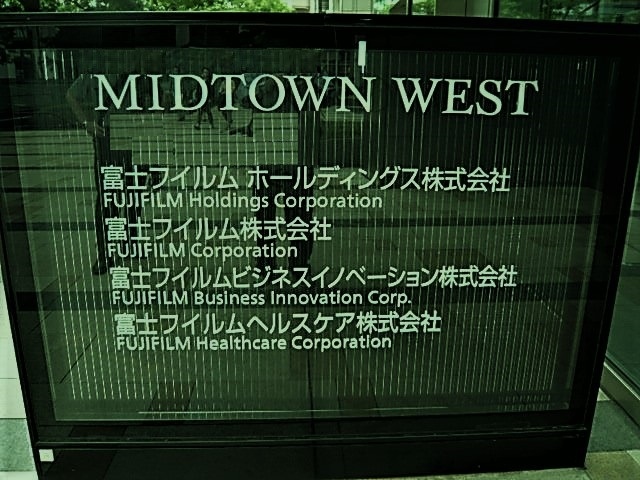 MIDTOWN WEST
富士フイルム ホールディングス株式会社
FUJIFILM Holdings Corporation
富士フイルム株式会社
FUJIFILM Corporation
富士フイルムビジネスイノベーション株式会社
FUJIFILM Business Innovation Corp.
富士フイルムヘルスケア株式会社
FUJIFILM Healthcare Corporation